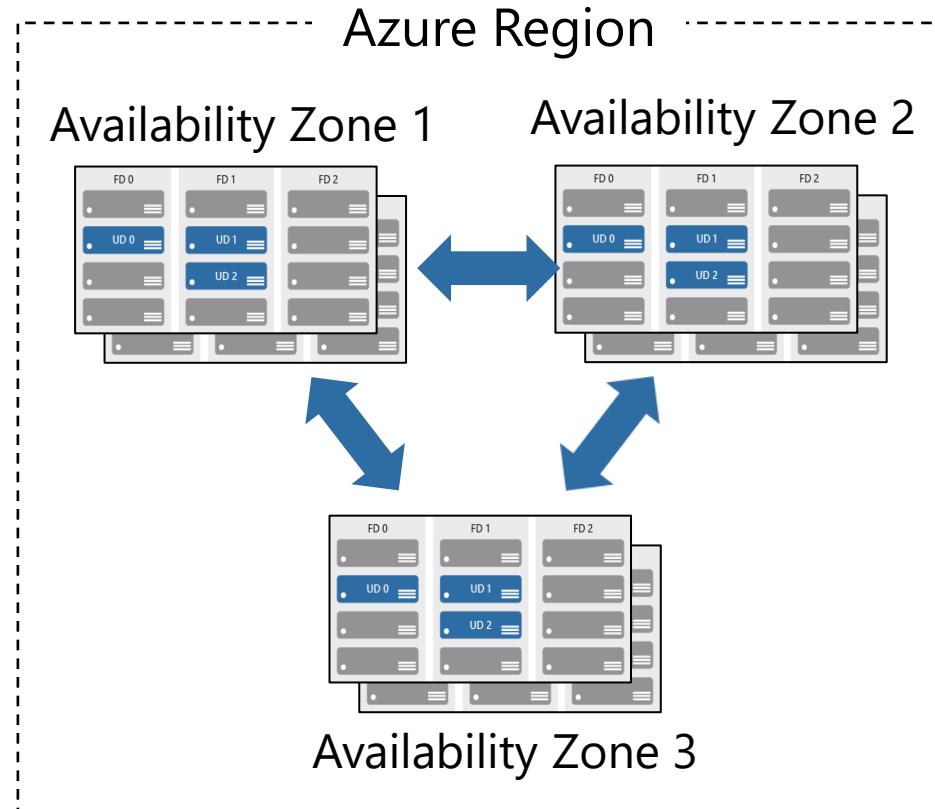 Azure Region
Availability Zone 1
FD 0 FD 1 FD 2
UD 0 UD 1
UD 2
Availability Zone 2
FD 0 FD 1 FD 2
UD 0 UD 1
UD 2
FD 0 FD 1 FD 2
UD 0 UD 1
UD 2
Availability Zone 3